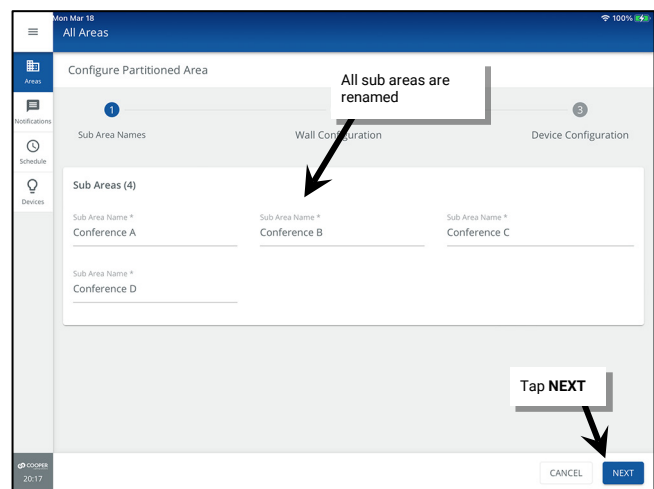 Mon Mar 18
100%
All Areas
Areas
Notifications
Schedule
Devices
Configure Partitioned Area
All sub areas are
renamed
1
3
Sub Area Names
Wall Configuration
Device Configuration
Sub Areas (4)
Sub Area Name *
Sub Area Name *
Sub Area Name *
Conference A
Conference B
Conference C
Sub Area Name *
Conference D
Tap NEXT
COOPER
20:17
CANCEL
NEXT